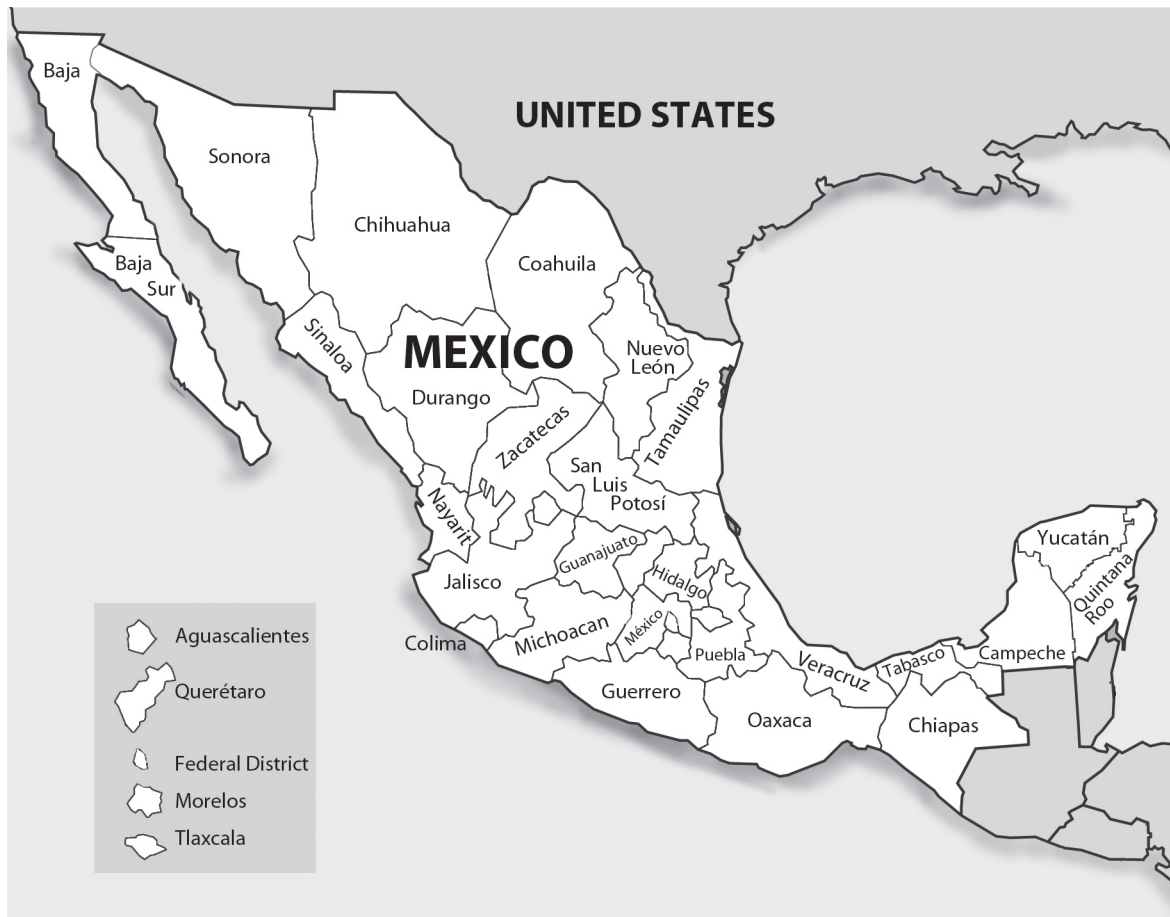 UNITED STATES
MEXICO
Baja
Sonora
Chihuahua
Coahuila
Baja
Sur
Sinaloa
Nuevo
León
Durango
Tamaulipas
Zacatecas
San
Luis
Potosí
Nayarit
Guanajuato
Hidalgo
Jalisco
Yucatán
Quintana
Roo
México
Michoacan
Colima
Puebla
Veracruz
Tabasco
Campeche
Guerrero
Oaxaca
Chiapas
Aguascalientes
Querétaro
Federal District
Morelos
Tlaxcala